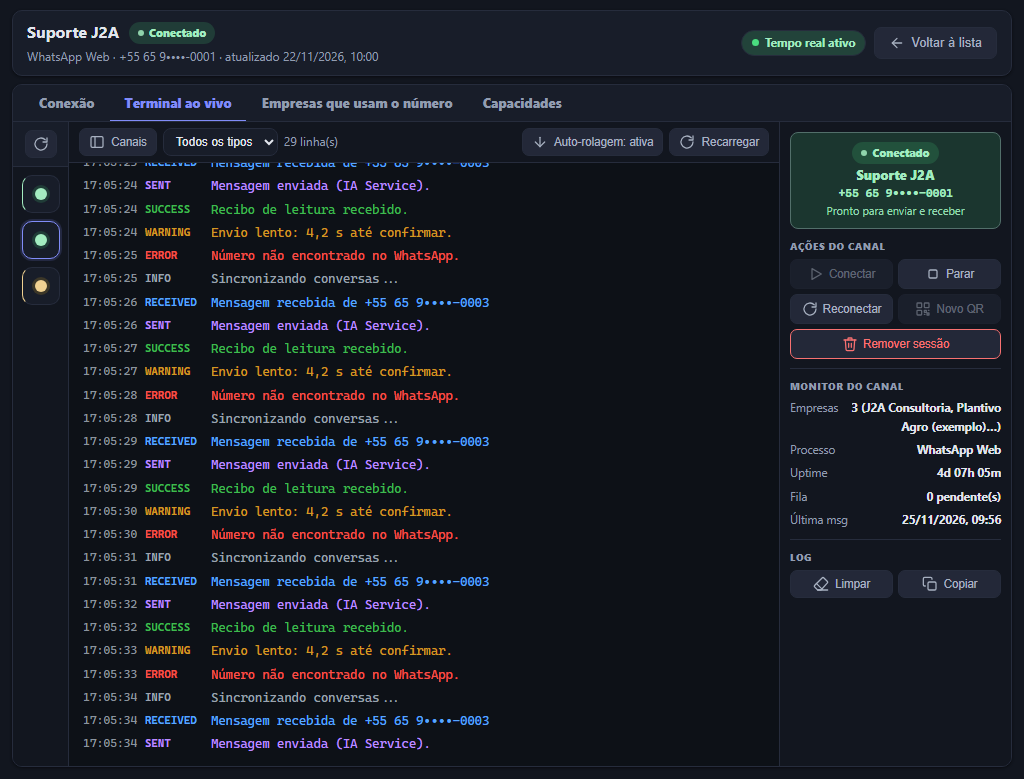 Suporte J2A
Conectado
WhatsApp Web · +55 65 9••••-0001 · atualizado 22/11/2026, 10:00
Tempo real ativo
Voltar à lista
Conexão
Terminal ao vivo
Empresas que usam o número
Capacidades
Canais
Todos os tipos
29 linha(s)
Auto-rolagem: ativa
Recarregar
RECEIVED Mensagem recebida de +55 65 9••••-0003
17:05:24 SENT Mensagem enviada (IA Service).
17:05:24 SUCCESS Recibo de leitura recebido.
17:05:24 WARNING Envio lento: 4,2 s até confirmar.
17:05:25 ERROR Número não encontrado no WhatsApp.
17:05:25 INFO Sincronizando conversas...
17:05:26 RECEIVED Mensagem recebida de +55 65 9••••-0003
17:05:26 SENT Mensagem enviada (IA Service).
17:05:27 SUCCESS Recibo de leitura recebido.
17:05:27 WARNING Envio lento: 4,2 s até confirmar.
17:05:28 ERROR Número não encontrado no WhatsApp.
17:05:28 INFO Sincronizando conversas...
17:05:29 RECEIVED Mensagem recebida de +55 65 9••••-0003
17:05:29 SENT Mensagem enviada (IA Service).
17:05:29 SUCCESS Recibo de leitura recebido.
17:05:30 WARNING Envio lento: 4,2 s até confirmar.
17:05:30 ERROR Número não encontrado no WhatsApp.
17:05:31 INFO Sincronizando conversas...
17:05:31 RECEIVED Mensagem recebida de +55 65 9••••-0003
17:05:32 SENT Mensagem enviada (IA Service).
17:05:32 SUCCESS Recibo de leitura recebido.
17:05:33 WARNING Envio lento: 4,2 s até confirmar.
17:05:33 ERROR Número não encontrado no WhatsApp.
17:05:34 INFO Sincronizando conversas...
17:05:34 RECEIVED Mensagem recebida de +55 65 9••••-0003
17:05:34 SENT Mensagem enviada (IA Service).
Conectado
Suporte J2A
+55 65 9••••-0001
Pronto para enviar e receber
AÇÕES DO CANAL
Conectar
Parar
Reconectar
Novo QR
Remover sessão
MONITOR DO CANAL
Empresas 3 (J2A Consultoria, Plantivo
Agro (exemplo)...)
Processo WhatsApp Web
Uptime 4d 07h 05m
Fila 0 pendente(s)
Última msg 25/11/2026, 09:56
LOG
Limpar
Copiar